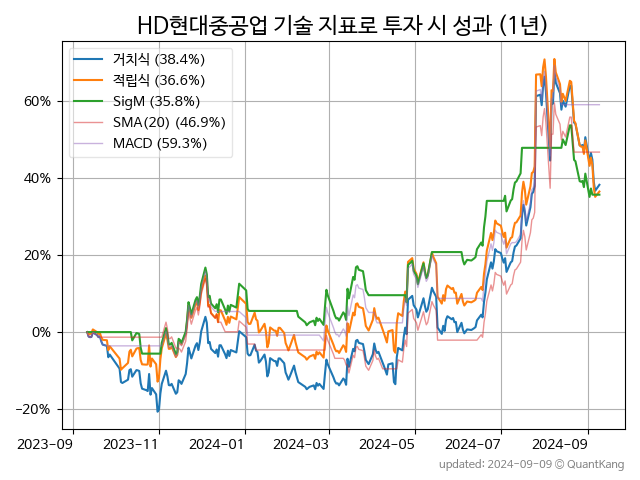 HD현대중공업 기술 지표로 투자 시 성과 (1년)
거치식 (38.4%)
적립식 (36.6%)
SigM (35.8%)
SMA(20) (46.9%)
MACD (59.3%)
60%
40%
20%
0%
−20%
2023-09 2023-11 2024-01 2024-03 2024-05 2024-07 2024-09
updated: 2024-09-09 © QuantKang